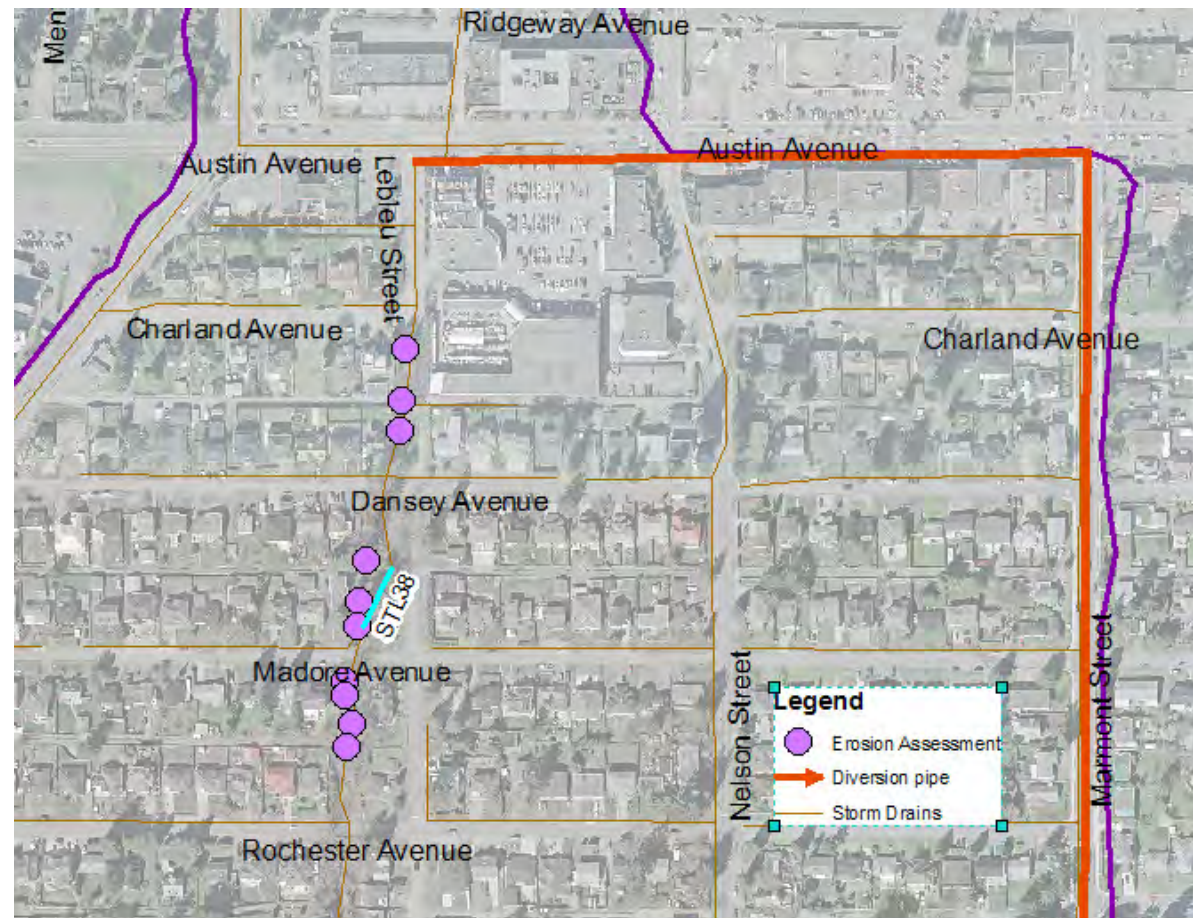 Ridgeway Avenue
Men
Austin Avenue
Austin Avenue
Lebleu Street
Charland Avenue
Charland Avenue
Dansey Avenue
STL38
Madore Avenue
Nelson Street
Marmont Street
Legend
Erosion Assessment
Diversion pipe
Storm Drains
Rochester Avenue